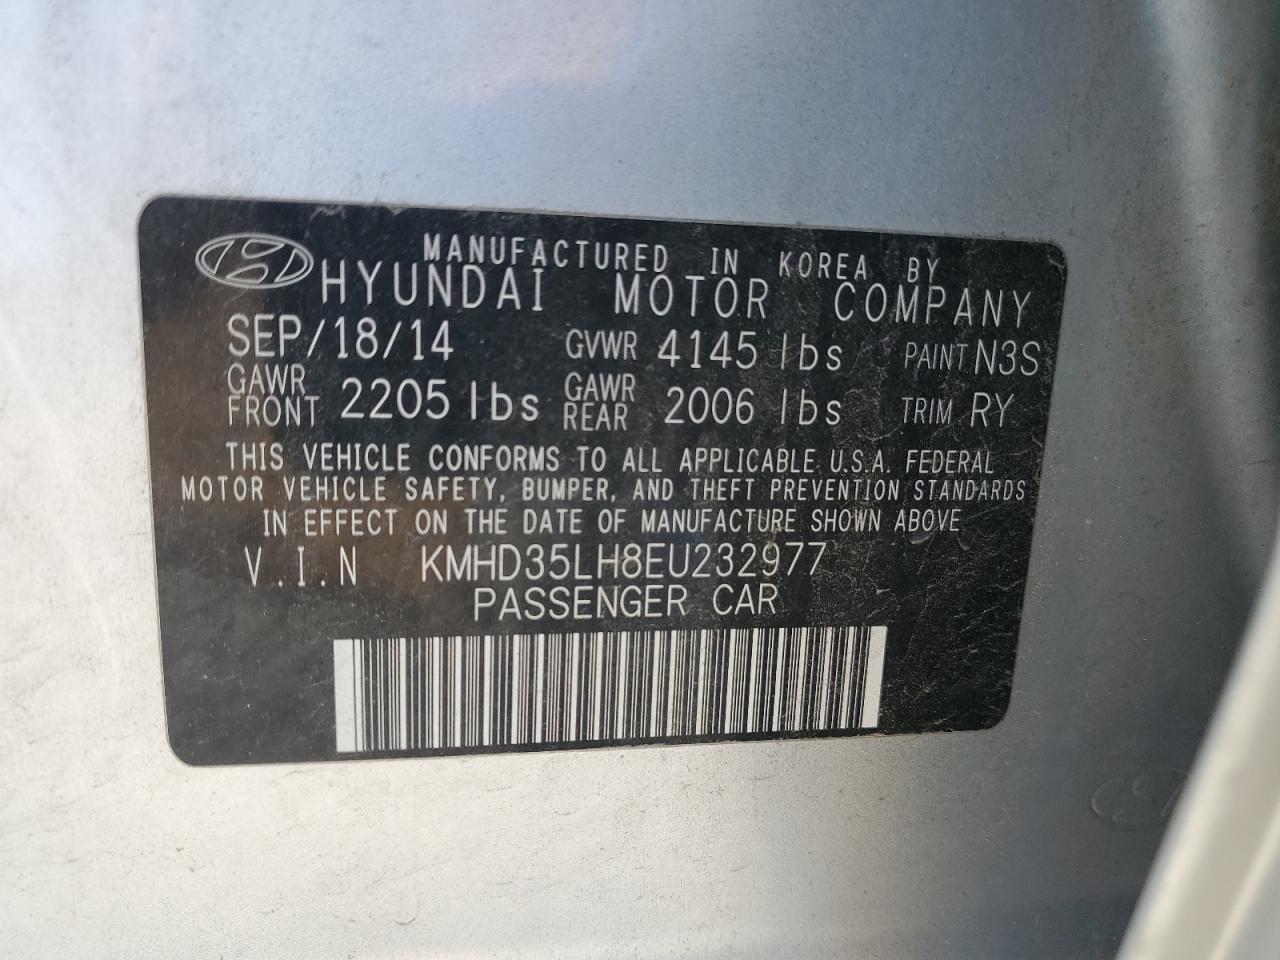 MANUFACTURED IN KOREA BY
HYUNDAI MOTOR COMPANY
SEP/18/14 GVWR 4145 lbs PAINT N3S
GAWR FRONT 2205 lbs GAWR REAR 2006 lbs TRIM RY
THIS VEHICLE CONFORMS TO ALL APPLICABLE U.S.A. FEDERAL
MOTOR VEHICLE SAFETY, BUMPER, AND THEFT PREVENTION STANDARDS
IN EFFECT ON THE DATE OF MANUFACTURE SHOWN ABOVE
V.I.N KMHD35LH8EU232977
PASSENGER CAR